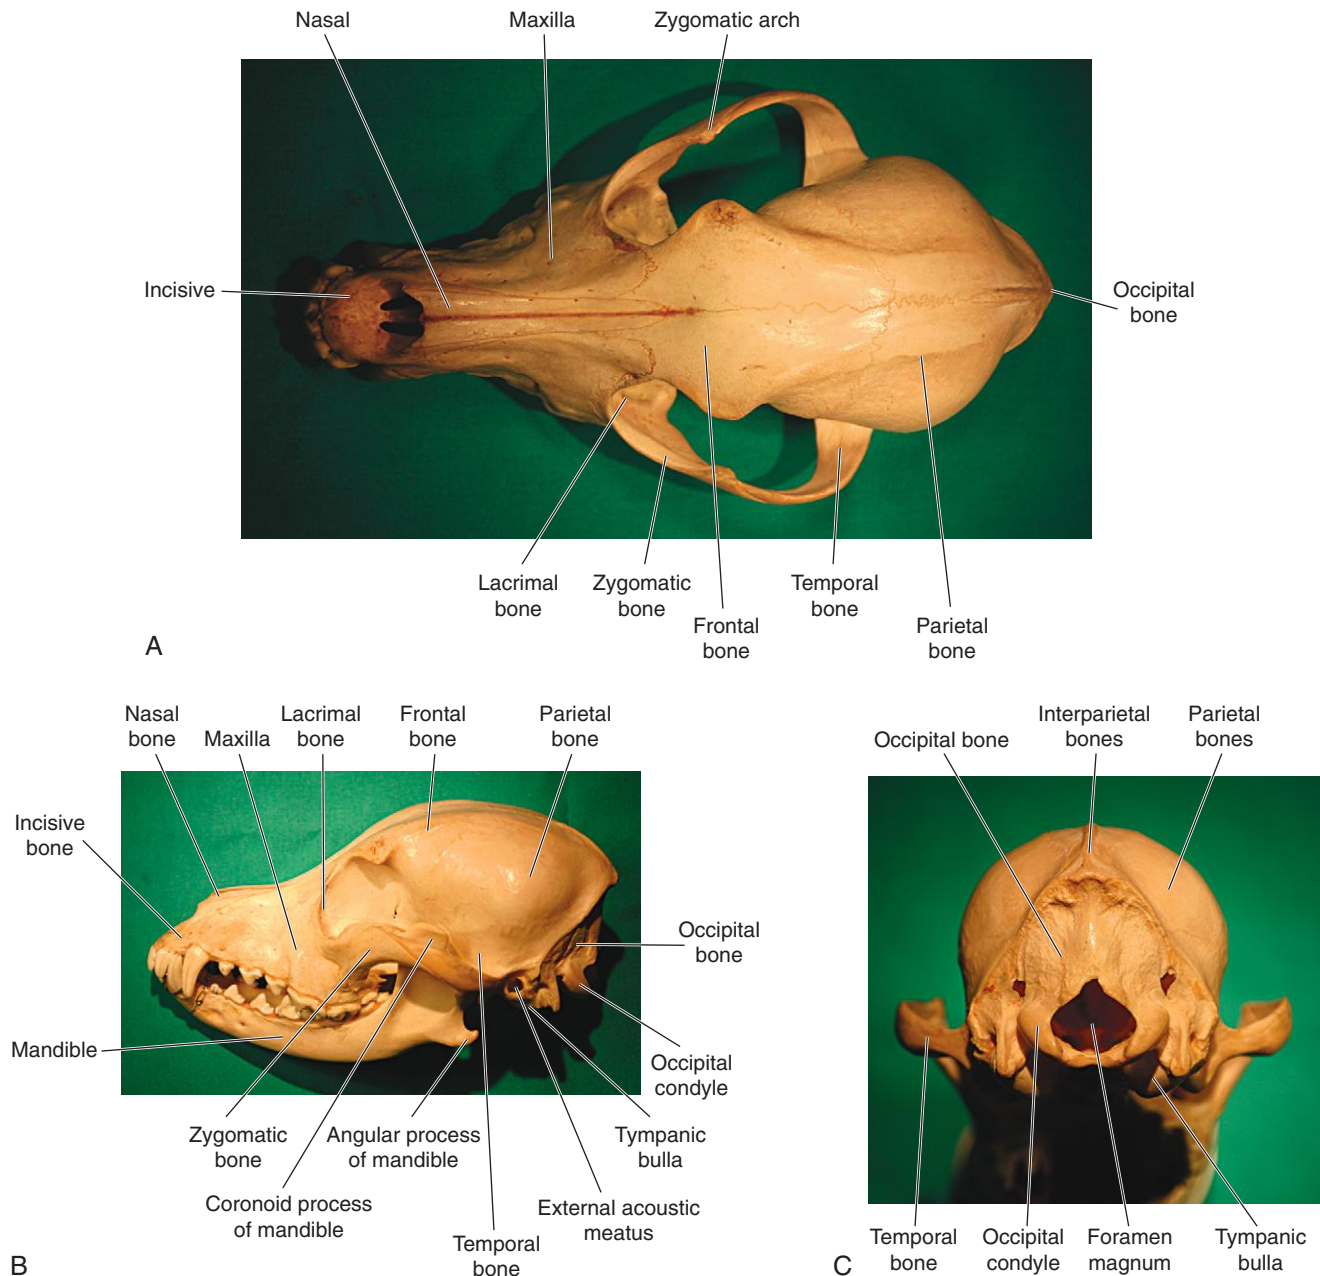 Nasal
Maxilla
Zygomatic arch
Incisive
Occipital
bone
Lacrimal
bone
Zygomatic
bone
Frontal
bone
Temporal
bone
Parietal
bone
A
Nasal
bone
Maxilla
Lacrimal
bone
Frontal
bone
Parietal
bone
Incisive
bone
Occipital
bone
Mandible
Occipital
condyle
Zygomatic
bone
Angular process
of mandible
Tympanic
bulla
Coronoid process
of mandible
External acoustic
meatus
Temporal
bone
B
Occipital bone
Interparietal
bones
Parietal
bones
Temporal
bone
Occipital
condyle
Foramen
magnum
Tympanic
bulla
C